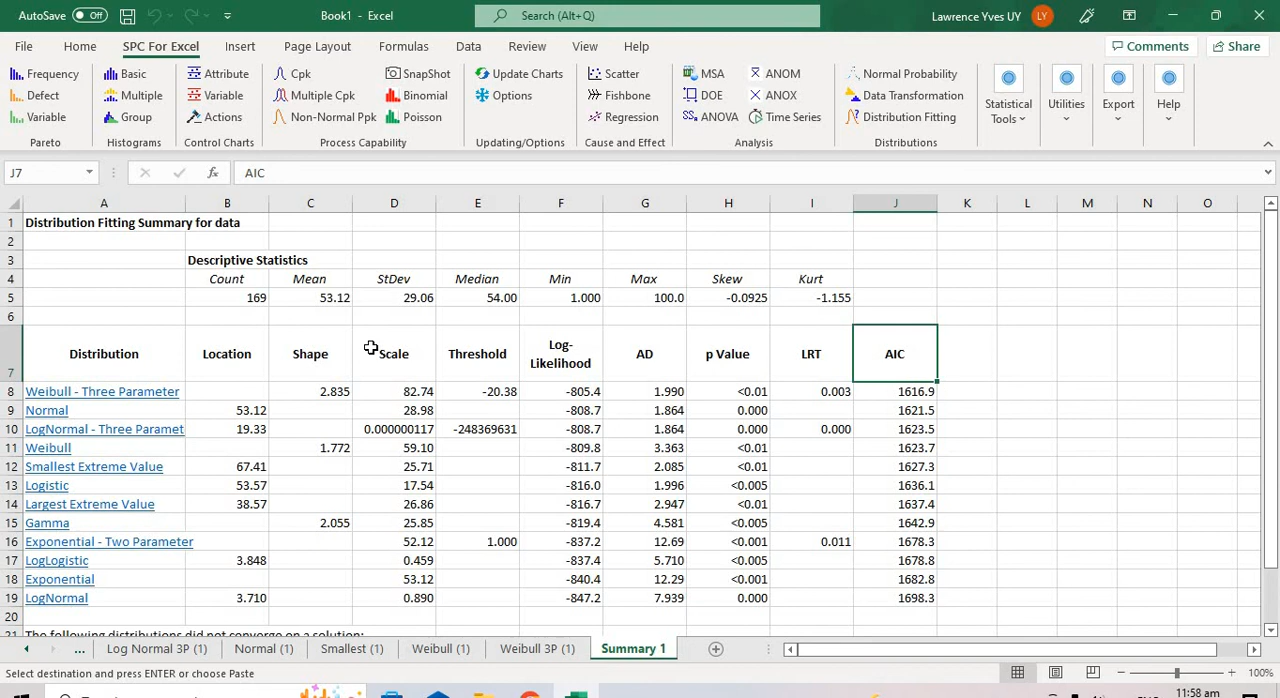 AutoSave Off Book1 - Excel Search (Alt+Q) Lawrence Yves UY LY
File Home SPC For Excel Insert Page Layout Formulas Data Review View Help Comments Share
Frequency Basic Attribute Cpk SnapShot Update Charts Scatter MSA ANOM Normal Probability
Defect Multiple Variable Multiple Cpk Binomial Options Fishbone DOE ANOX Data Transformation
Variable Group Actions Non-Normal Ppk Poisson Regression ANOVA Time Series Distribution Fitting
Statistical Tools Utilities Export Help
Pareto Histograms Control Charts Process Capability Updating/Options Cause and Effect Analysis Distributions
J7 fx AIC
A B C D E F G H I J K L M N O
1 Distribution Fitting Summary for data
2
3 Descriptive Statistics
4 Count Mean StDev Median Min Max Skew Kurt
5 169 53.12 29.06 54.00 1.000 100.0 -0.0925 -1.155
6
7 Distribution Location Shape Scale Threshold Log-Likelihood AD p Value LRT AIC
8 Weibull - Three Parameter 2.835 82.74 -20.38 -805.4 1.990 <0.01 0.003 1616.9
9 Normal 53.12 28.98 -808.7 1.864 0.000 1621.5
10 LogNormal - Three Paramet 19.33 0.000000117 -248369631 -808.7 1.864 0.000 0.000 1623.5
11 Weibull 1.772 59.10 -809.8 3.363 <0.01 1623.7
12 Smallest Extreme Value 67.41 25.71 -811.7 2.085 <0.01 1627.3
13 Logistic 53.57 17.54 -816.0 1.996 <0.005 1636.1
14 Largest Extreme Value 38.57 26.86 -816.7 2.947 <0.01 1637.4
15 Gamma 2.055 25.85 -819.4 4.581 <0.005 1642.9
16 Exponential - Two Parameter 52.12 1.000 -837.2 12.69 <0.001 0.011 1678.3
17 LogLogistic 3.848 0.459 -837.4 5.710 <0.005 1678.8
18 Exponential 53.12 -840.4 12.29 <0.001 1682.8
19 LogNormal 3.710 0.890 -847.2 7.939 0.000 1698.3
20
21 The following distributions did not converge on a solution:
... Log Normal 3P (1) Normal (1) Smallest (1) Weibull (1) Weibull 3P (1) Summary 1
Select destination and press ENTER or choose Paste 100%
11:58 am